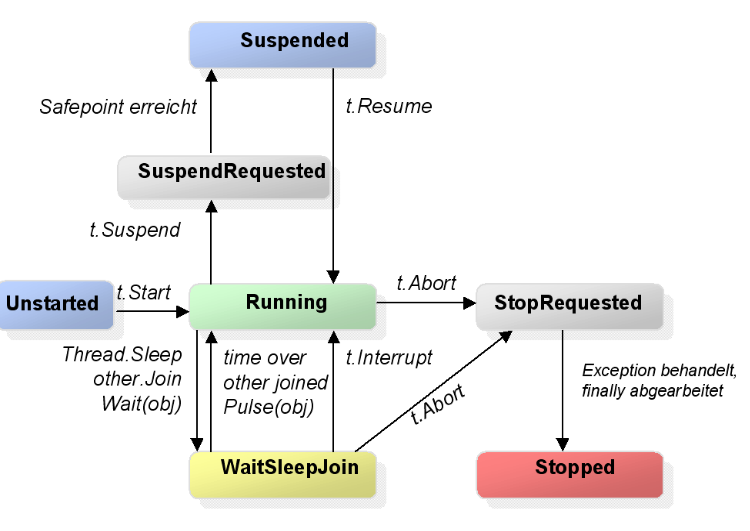 Suspended
Safepoint erreicht
t.Resume
SuspendRequested
t.Suspend
Unstarted
t.Start
Running
t.Abort
StopRequested
Thread.Sleep
other.Join
Wait(obj)
time over
other joined
Pulse(obj)
t.Interrupt
t.Abort
Exception behandelt,
finally abgearbeitet
WaitSleepJoin
Stopped